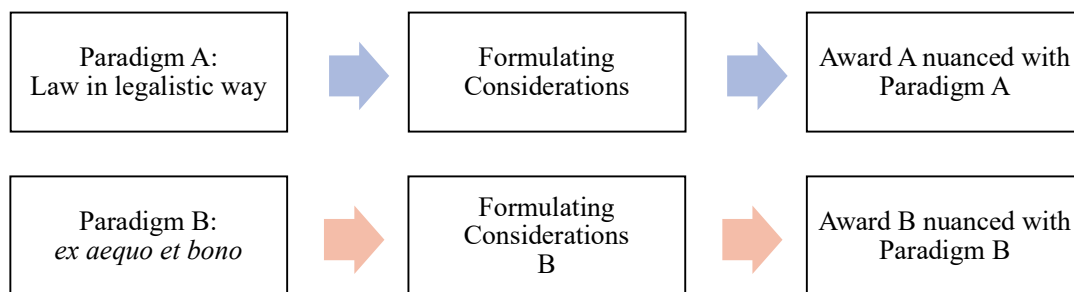 Paradigm A:
Law in legalistic way
Formulating
Considerations
Award A nuanced with
Paradigm A
Paradigm B:
ex aequo et bono
Formulating
Considerations
B
Award B nuanced with
Paradigm B